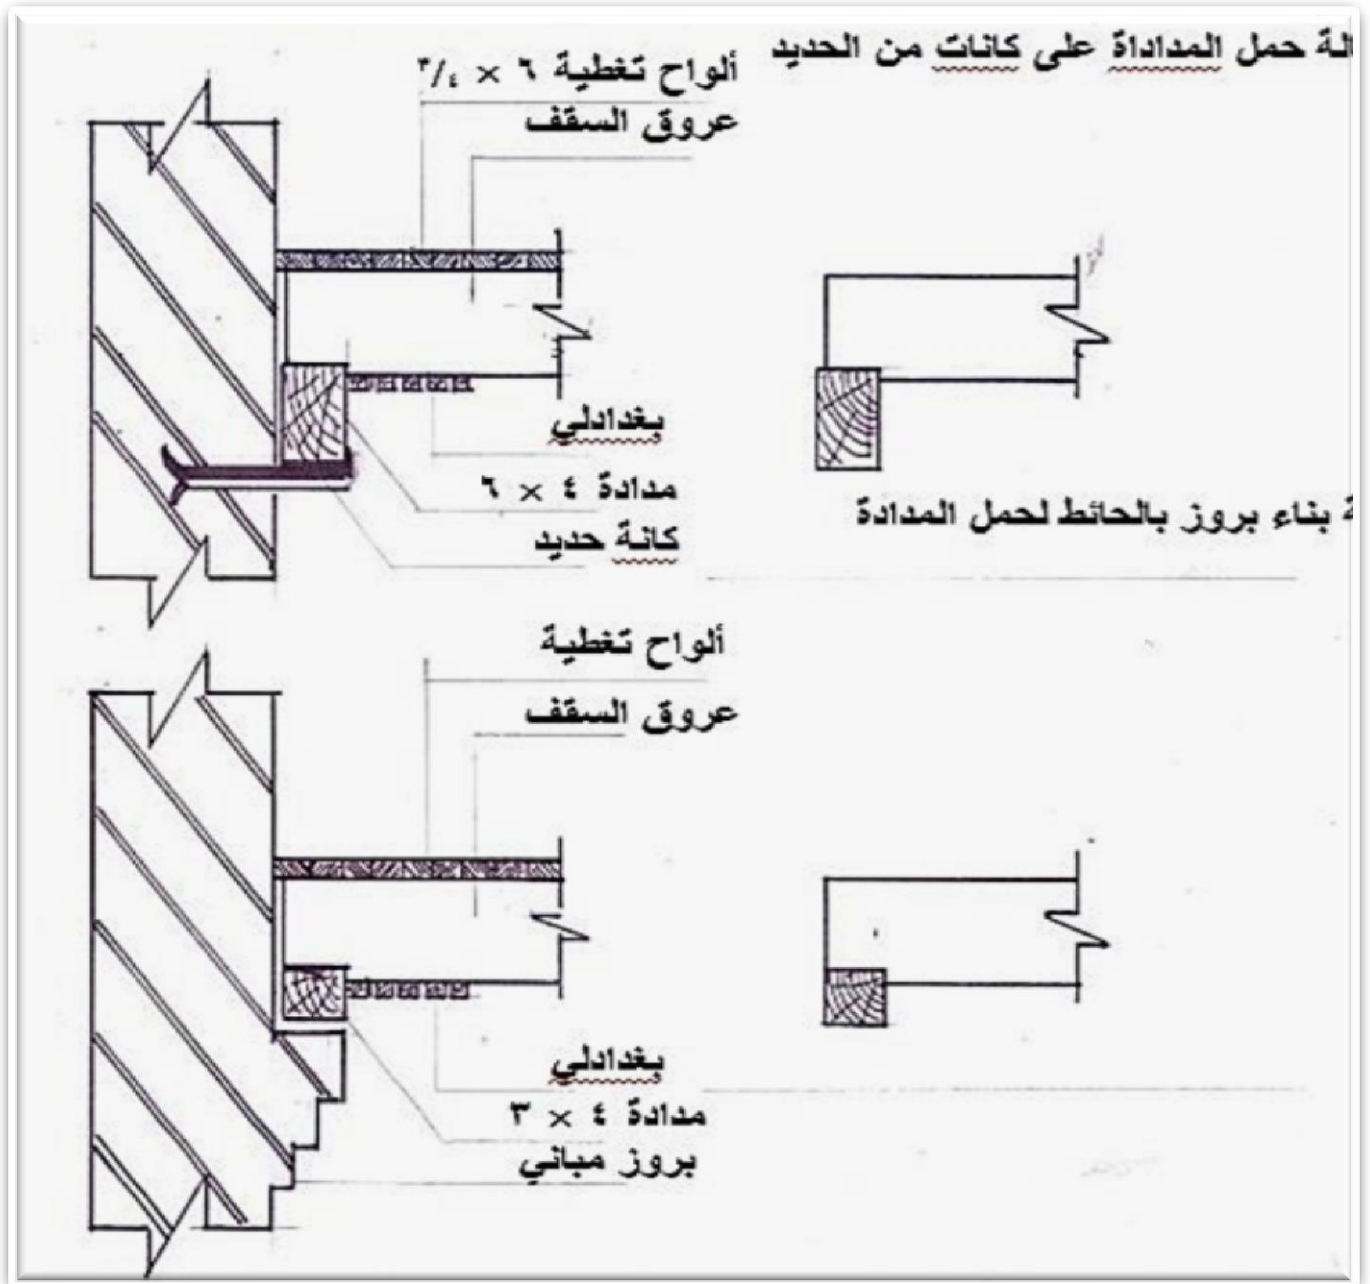 حمل المداداة على كانات من الحديد
ألواح تغطية ٦ × ٣/٤
عروق السقف
بغدادلي
مدادة ٤ × ٦
كانة حديد
بناء بروز بالحائط لحمل المدادة
ألواح تغطية
عروق السقف
بغدادلي
مدادة ٤ × ٣
بروز مباني